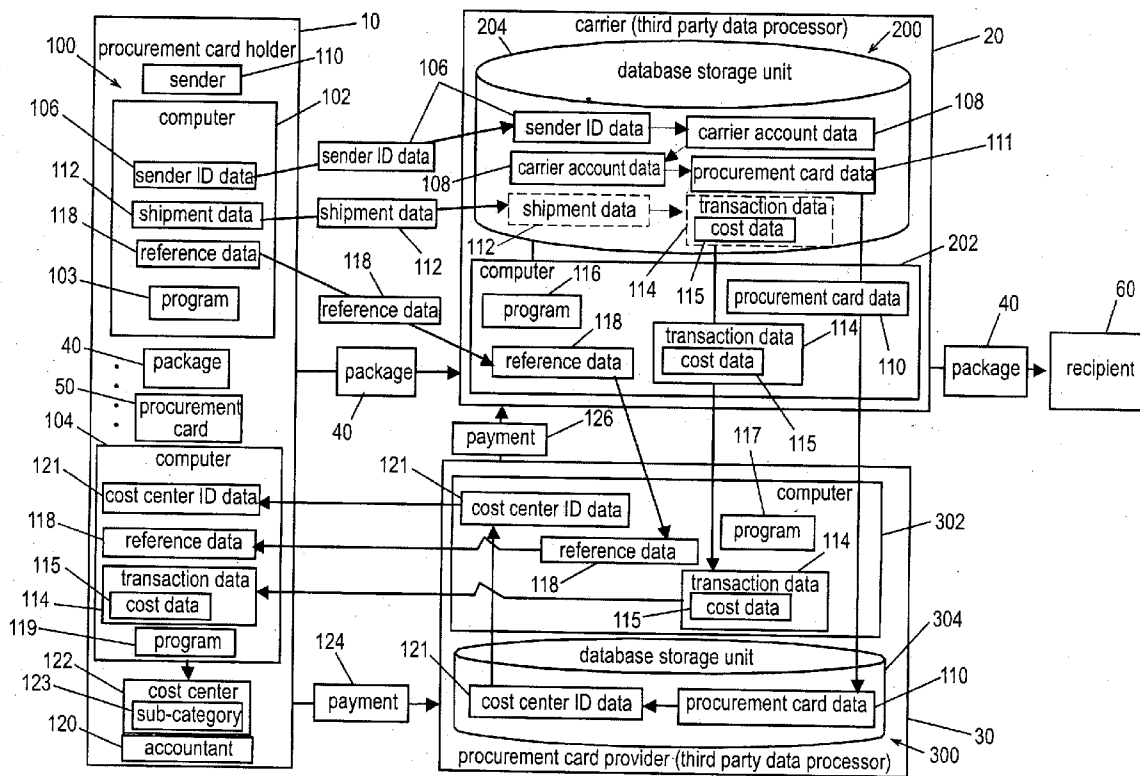 10
carrier (third party data processor)
20
procurement card holder
204
200
100
110
sender
database storage unit
106
102
106
computer
sender ID data
carrier account data
108
sender ID data
sender ID data
carrier account data
procurement card data
111
112
108
shipment data
shipment data
shipment data
transaction data
cost data
118
112
112
202
reference data
118
computer
116
114
115
103
program
reference data
program
procurement card data
118
transaction data
114
60
40
reference data
cost data
110
40
package
package
package
recipient
50
procurement card
40
126
115
104
payment
117
computer
121
121
computer
cost center ID data
cost center ID data
program
302
118
reference data
reference data
114
115
transaction data
118
transaction data
114
cost data
115
cost data
304
119
program
124
database storage unit
122
121
cost center
payment
cost center ID data
procurement card data
110
123
sub-category
120
accountant
30
procurement card provider (third party data processor)
300